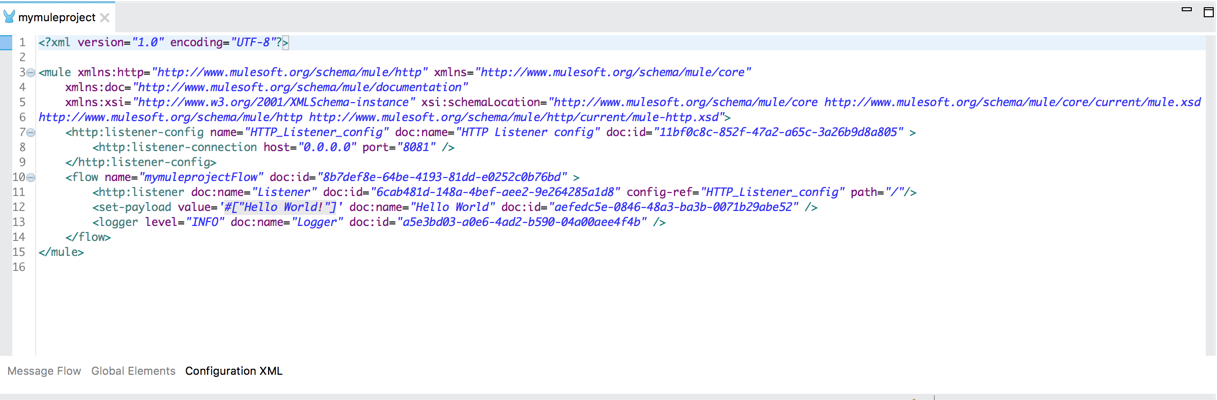 mymuleproject
1 <?xml version="1.0" encoding="UTF-8"?>
2
3 <mule xmlns:http="http://www.mulesoft.org/schema/mule/http" xmlns="http://www.mulesoft.org/schema/mule/core"
4 xmlns:doc="http://www.mulesoft.org/schema/mule/documentation"
5 xmlns:xsi="http://www.w3.org/2001/XMLSchema-instance" xsi:schemaLocation="http://www.mulesoft.org/schema/mule/core http://www.mulesoft.org/schema/mule/core/current/mule.xsd
6 http://www.mulesoft.org/schema/mule/http http://www.mulesoft.org/schema/mule/http/current/mule-http.xsd">
7 <http:listener-config name="HTTP_Listener_config" doc:name="HTTP Listener config" doc:id="11bf0c8c-852f-47a2-a65c-3a26b9d8a805" >
8 <http:listener-connection host="0.0.0.0" port="8081" />
9 </http:listener-config>
10 <flow name="mymuleprojectFlow" doc:id="8b7def8e-64be-4193-81dd-e0252c0b76bd" >
11 <http:listener doc:name="Listener" doc:id="6cab481d-148a-4bef-aee2-9e264285a1d8" config-ref="HTTP_Listener_config" path="/"/>
12 <set-payload value='#["Hello World!"]' doc:name="Hello World" doc:id="aefedc5e-0846-48a3-ba3b-0071b29abe52" />
13 <logger level="INFO" doc:name="Logger" doc:id="a5e3bd03-a0e6-4ad2-b590-04a00aee4f4b" />
14 </flow>
15 </mule>
16
Message Flow Global Elements Configuration XML